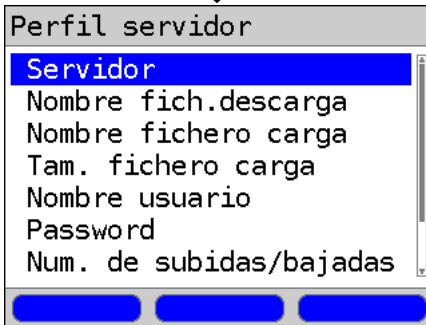 Perfil servidor
Servidor
Nombre fich.descarga
Nombre fichero carga
Tam. fichero carga
Nombre usuario
Password
Num. de subidas/bajadas